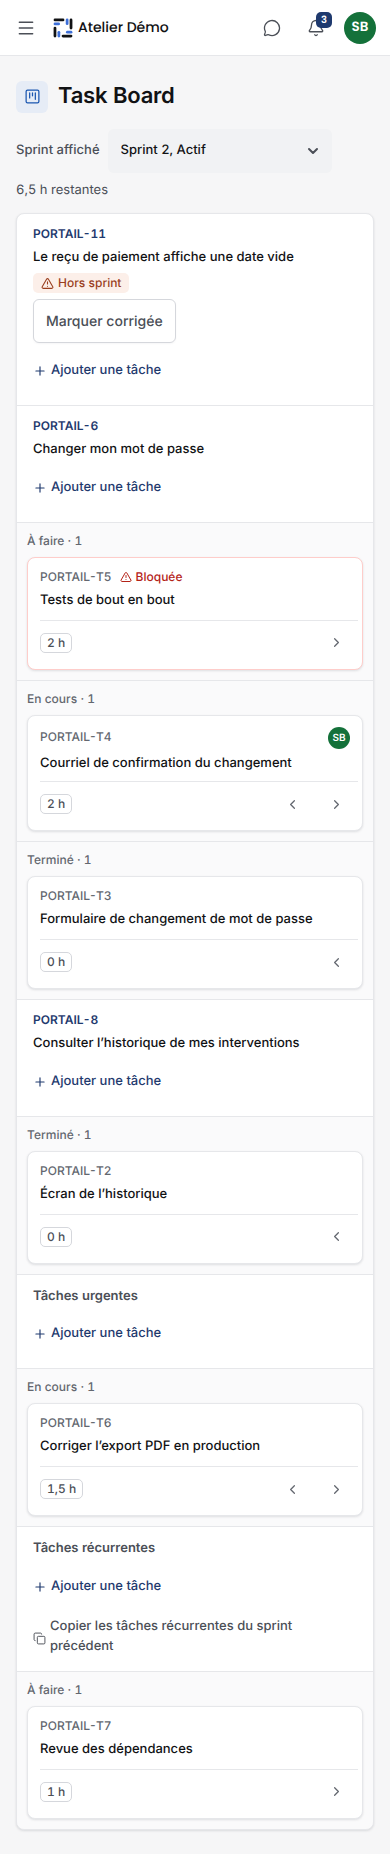 Atelier Démo
3
SB
Task Board
Sprint affiché
Sprint 2, Actif
6,5 h restantes
PORTAIL-11
Le reçu de paiement affiche une date vide
Hors sprint
Marquer corrigée
Ajouter une tâche
PORTAIL-6
Changer mon mot de passe
Ajouter une tâche
À faire · 1
PORTAIL-T5 Bloquée
Tests de bout en bout
2 h
En cours · 1
PORTAIL-T4
SB
Courriel de confirmation du changement
2 h
Terminé · 1
PORTAIL-T3
Formulaire de changement de mot de passe
0 h
PORTAIL-8
Consulter l’historique de mes interventions
Ajouter une tâche
Terminé · 1
PORTAIL-T2
Écran de l’historique
0 h
Tâches urgentes
Ajouter une tâche
En cours · 1
PORTAIL-T6
Corriger l’export PDF en production
1,5 h
Tâches récurrentes
Ajouter une tâche
Copier les tâches récurrentes du sprint
précédent
À faire · 1
PORTAIL-T7
Revue des dépendances
1 h